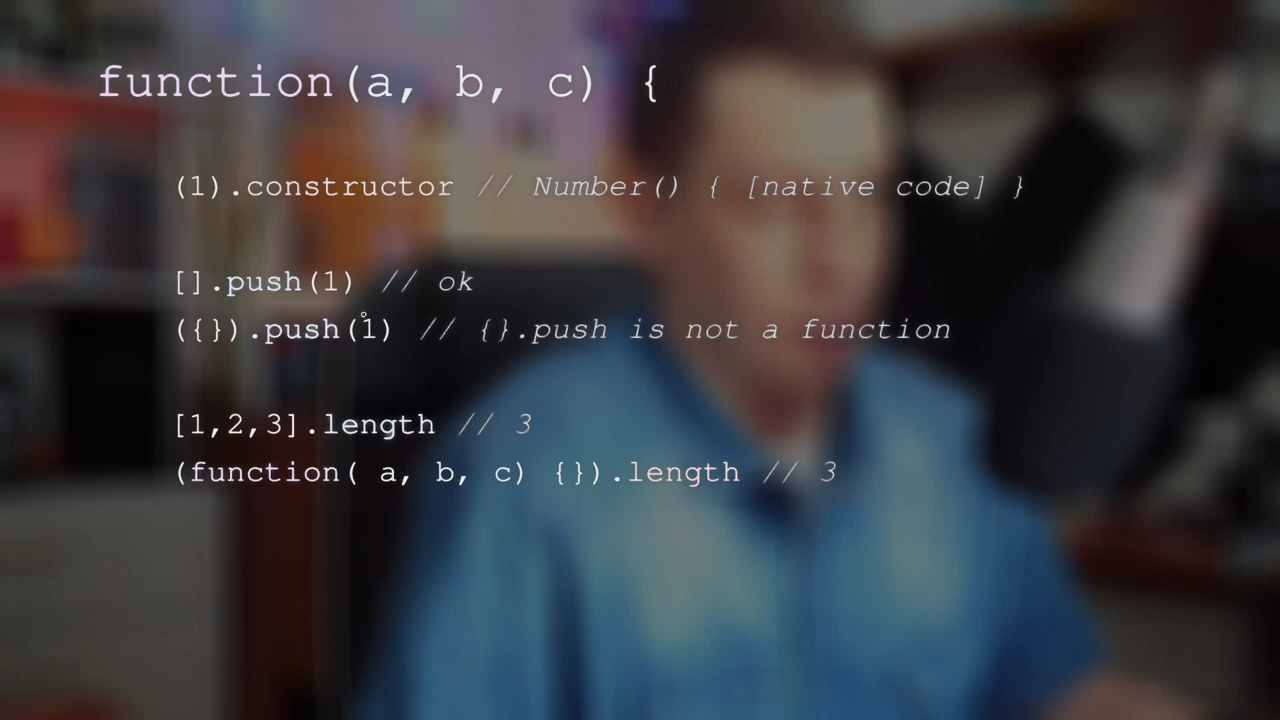 function(a, b, c) {
(1).constructor // Number() { [native code] }
[].push(1) // ok
({}).push(1) // {}.push is not a function
[1,2,3].length // 3
(function( a, b, c) {}).length // 3